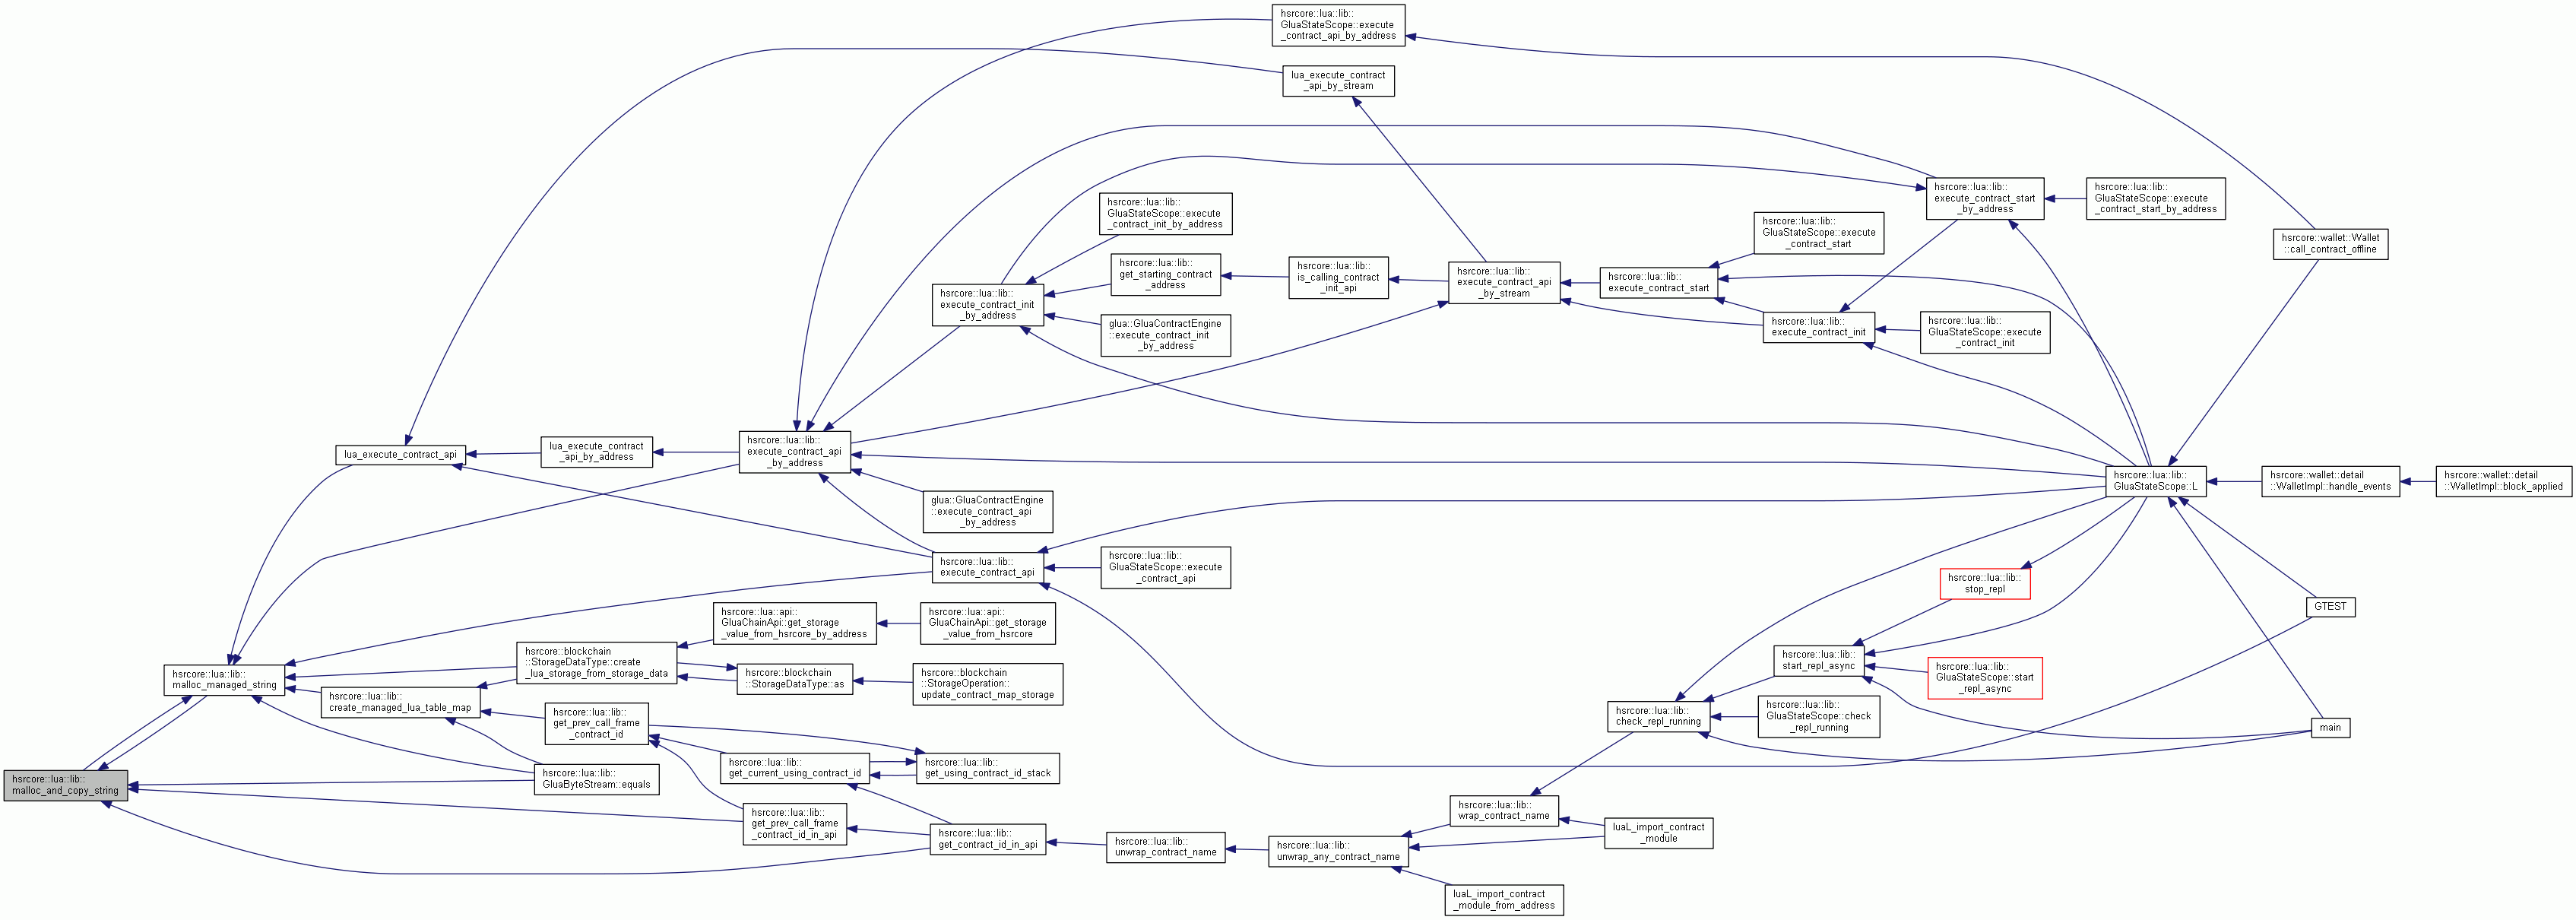 hsrcore::lua::lib::
GluaStateScope::execute
_contract_api_by_address
lua_execute_contract
_api_by_stream
hsrcore::lua::lib::
execute_contract_start
_by_address
hsrcore::lua::lib::
GluaStateScope::execute
_contract_start_by_address
hsrcore::lua::lib::
GluaStateScope::execute
_contract_init_by_address
hsrcore::lua::lib::
GluaStateScope::execute
_contract_start
hsrcore::wallet::Wallet
::call_contract_offline
hsrcore::lua::lib::
get_starting_contract
_address
hsrcore::lua::lib::
is_calling_contract
_init_api
hsrcore::lua::lib::
execute_contract_api
_by_stream
hsrcore::lua::lib::
execute_contract_start
hsrcore::lua::lib::
execute_contract_init
_by_address
glua::GluaContractEngine
::execute_contract_init
_by_address
hsrcore::lua::lib::
execute_contract_init
hsrcore::lua::lib::
GluaStateScope::execute
_contract_init
lua_execute_contract_api
lua_execute_contract
_api_by_address
hsrcore::lua::lib::
execute_contract_api
_by_address
hsrcore::lua::lib::
GluaStateScope::L
hsrcore::wallet::detail
::WalletImpl::handle_events
hsrcore::wallet::detail
::WalletImpl::block_applied
glua::GluaContractEngine
::execute_contract_api
_by_address
hsrcore::lua::lib::
execute_contract_api
hsrcore::lua::lib::
GluaStateScope::execute
_contract_api
hsrcore::lua::lib::
stop_repl
GTEST
hsrcore::lua::api::
GluaChainApi::get_storage
_value_from_hsrcore_by_address
hsrcore::lua::api::
GluaChainApi::get_storage
_value_from_hsrcore
hsrcore::blockchain
::StorageDataType::create
_lua_storage_from_storage_data
hsrcore::blockchain
::StorageDataType::as
hsrcore::blockchain
::StorageOperation::
update_contract_map_storage
hsrcore::lua::lib::
start_repl_async
hsrcore::lua::lib::
GluaStateScope::start
_repl_async
hsrcore::lua::lib::
malloc_managed_string
hsrcore::lua::lib::
create_managed_lua_table_map
hsrcore::lua::lib::
get_prev_call_frame
_contract_id
hsrcore::lua::lib::
check_repl_running
hsrcore::lua::lib::
GluaStateScope::check
_repl_running
main
hsrcore::lua::lib::
malloc_and_copy_string
hsrcore::lua::lib::
GluaByteStream::equals
hsrcore::lua::lib::
get_current_using_contract_id
hsrcore::lua::lib::
get_using_contract_id_stack
hsrcore::lua::lib::
get_prev_call_frame
_contract_id_in_api
hsrcore::lua::lib::
get_contract_id_in_api
hsrcore::lua::lib::
unwrap_contract_name
hsrcore::lua::lib::
unwrap_any_contract_name
hsrcore::lua::lib::
wrap_contract_name
luaL_import_contract
_module
luaL_import_contract
_module_from_address